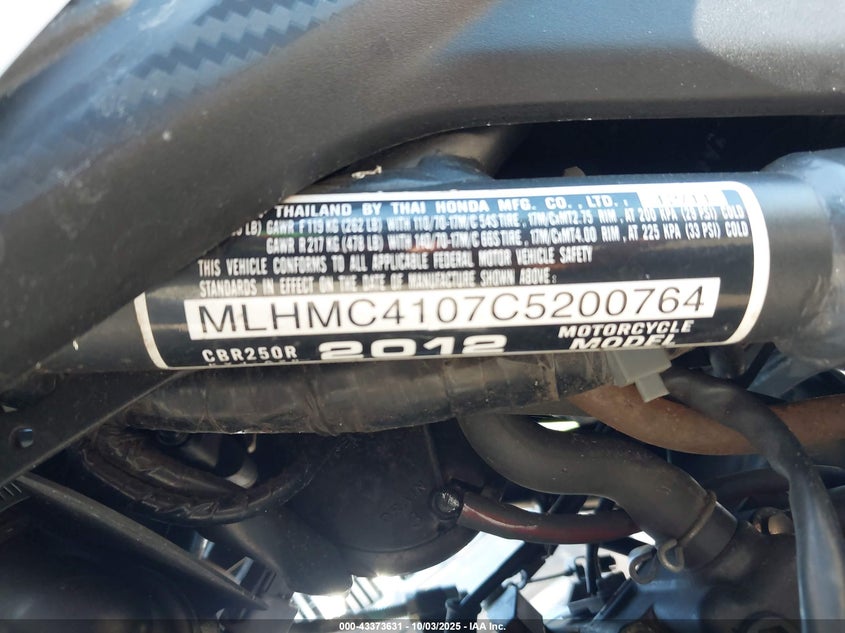 THAILAND BY THAI HONDA MFG. CO., LTD.
GAWR F 119 KG (262 LB) WITH 110/70-17M/C 54S TIRE, 17M/CxMT2.75 RIM, AT 200 KPA (29 PSI) COLD
GAWR R 217 KG (478 LB) WITH 140/70-17M/C 66S TIRE, 17M/CxMT4.00 RIM, AT 225 KPA (33 PSI) COLD
THIS VEHICLE CONFORMS TO ALL APPLICABLE FEDERAL MOTOR VEHICLE SAFETY
STANDARDS IN EFFECT ON THE DATE OF MANUFACTURE SHOWN ABOVE.
MLHMC4107C5200764
CBR250R 2012 MOTORCYCLE MODEL
000-43373631 - 10/03/2025 - IAA Inc.